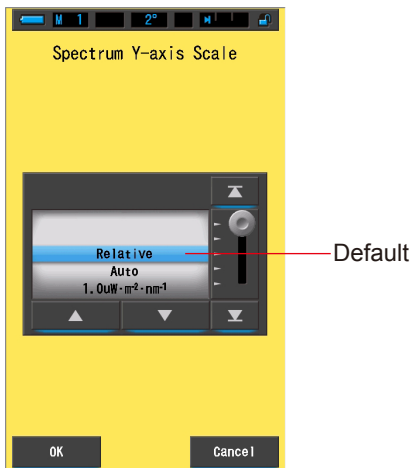 M 1 2°
Spectrum Y-axis Scale
Relative
Default
Auto
1.0uW·m⁻²·nm⁻¹
OK
Cancel